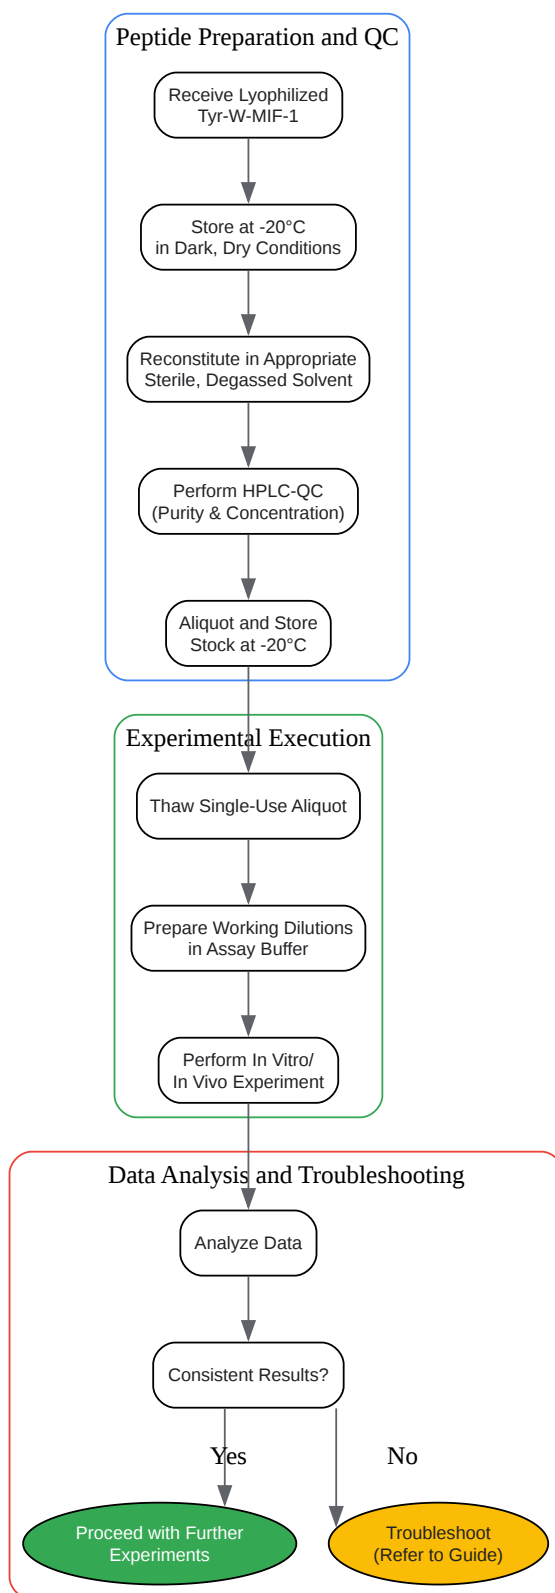 Peptide Preparation and QC
Receive Lyophilized
Tyr-W-MIF-1
Store at -20°C
in Dark, Dry Conditions
Reconstitute in Appropriate
Sterile, Degassed Solvent
Perform HPLC-QC
(Purity & Concentration)
Aliquot and Store
Stock at -20°C
Experimental Execution
Thaw Single-Use Aliquot
Prepare Working Dilutions
in Assay Buffer
Perform In Vitro/
In Vivo Experiment
Data Analysis and Troubleshooting
Analyze Data
Consistent Results?
Yes
No
Proceed with Further
Experiments
Troubleshoot
(Refer to Guide)